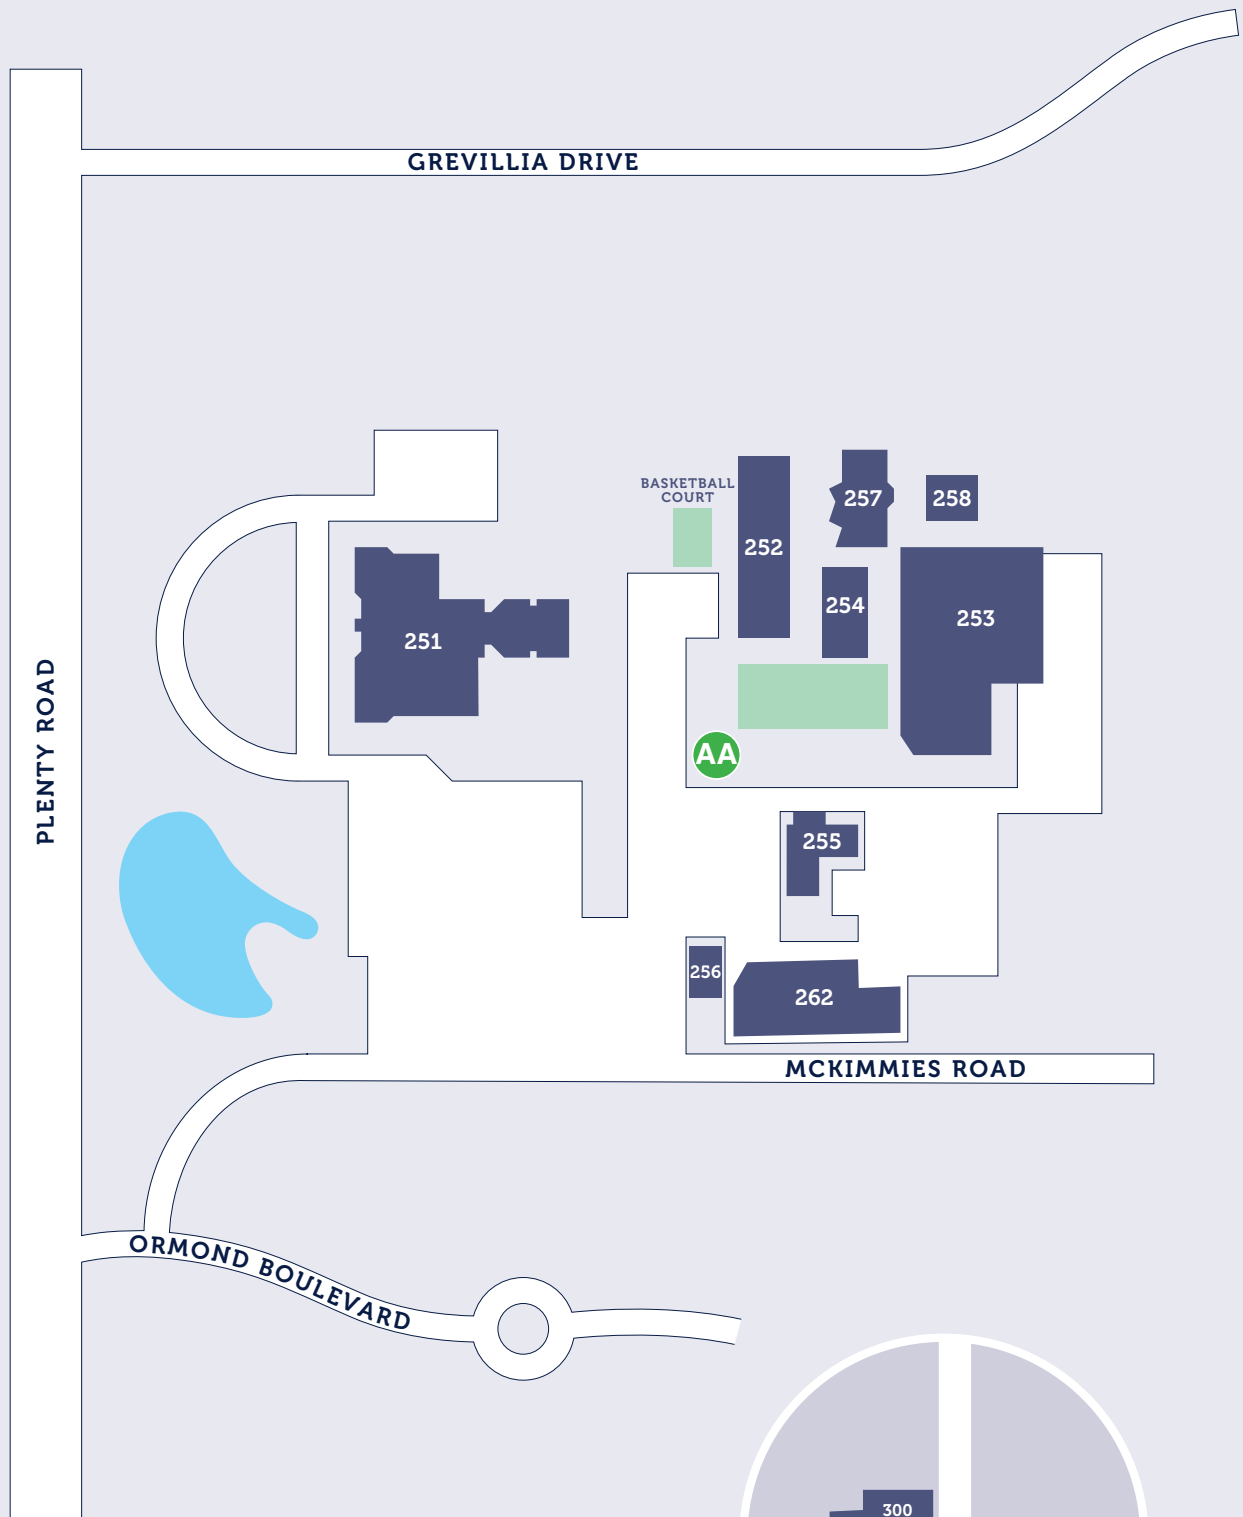 GREVILLIA DRIVE
BASKETBALL
COURT
257
258
252
254
253
251
PLENTY ROAD
AA
255
256
262
MCKIMMIES ROAD
ORMOND BOULEVARD
300